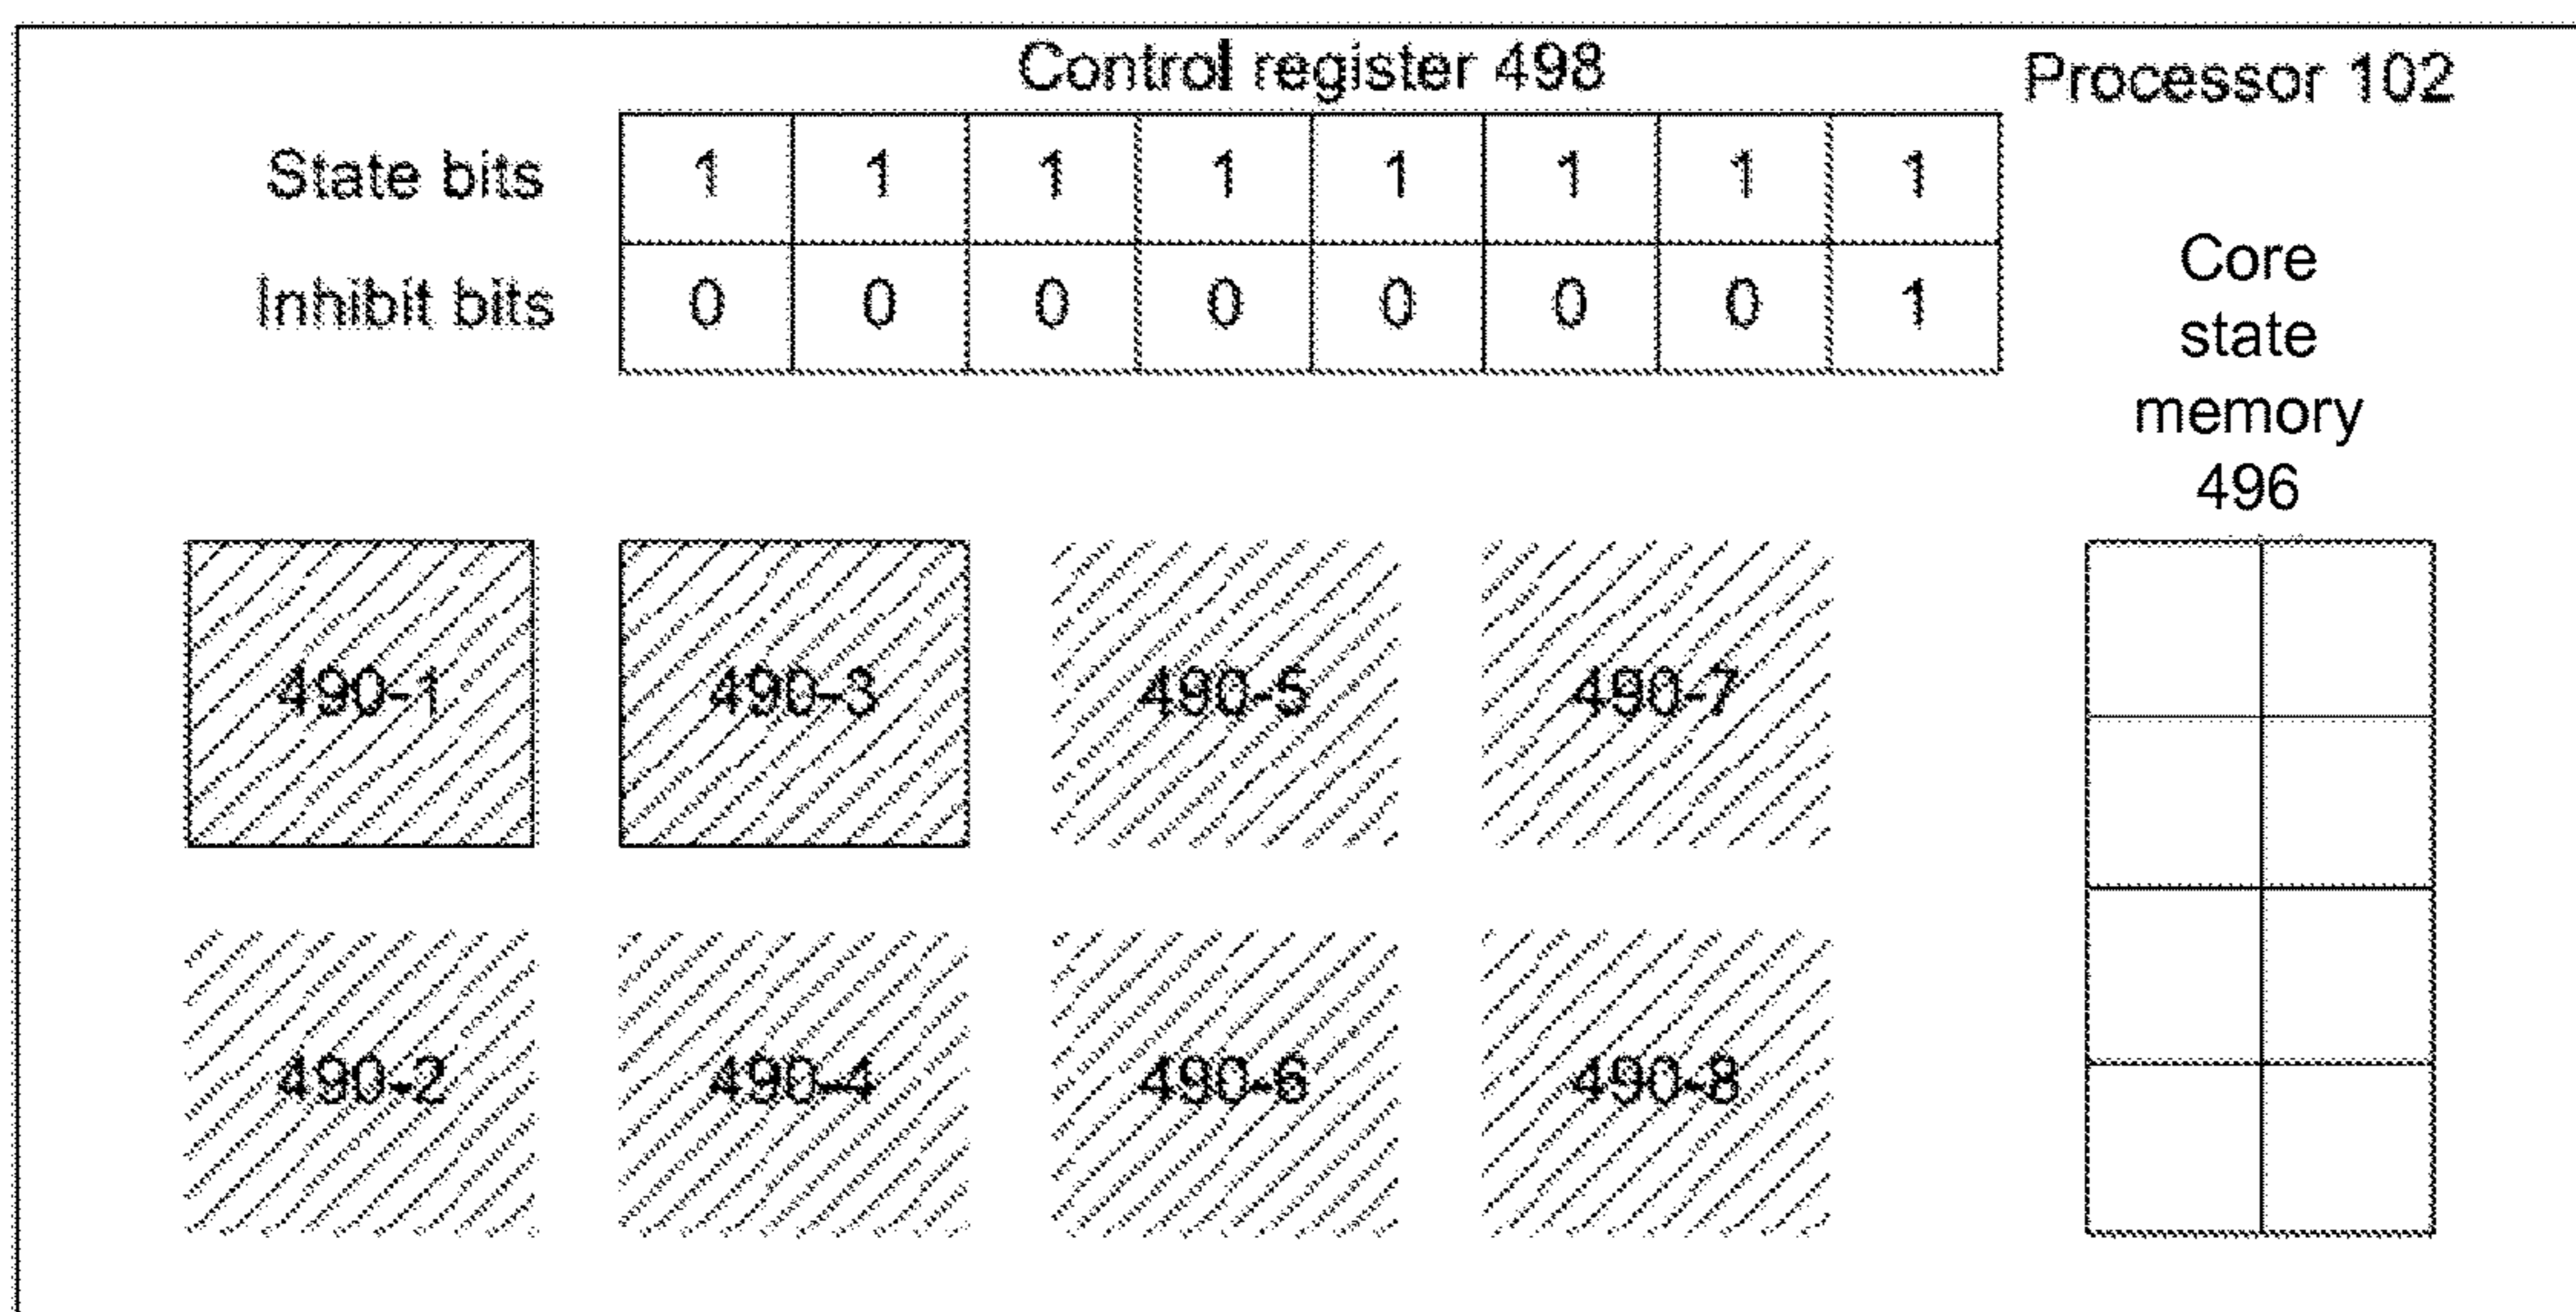 Control register 498
Processor 102
State bits 1 1 1 1 1 1 1 1
Inhibit bits 0 0 0 0 0 0 0 1
Core
state
memory
496
490-1 490-3 490-5 490-7
490-2 490-4 490-6 490-8